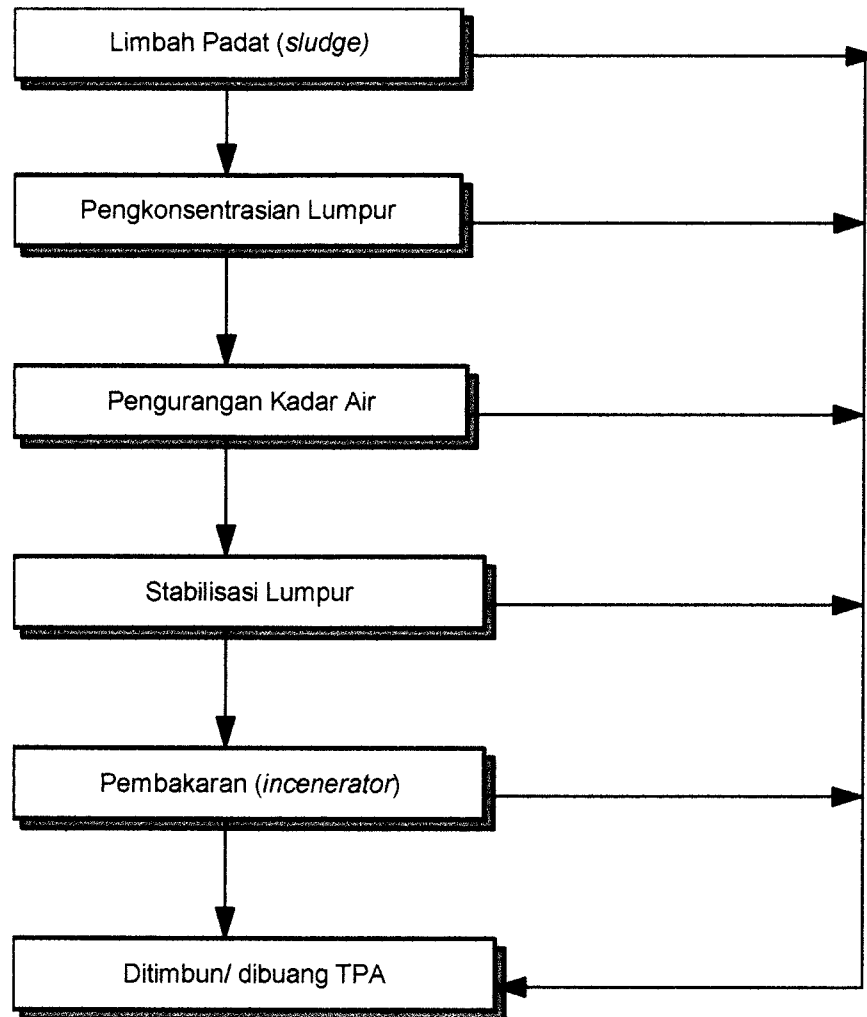 Limbah Padat (sludge)
Pengkonsentrasian Lumpur
Pengurangan Kadar Air
Stabilisasi Lumpur
Pembakaran (incenerator)
Ditimbun/ dibuang TPA